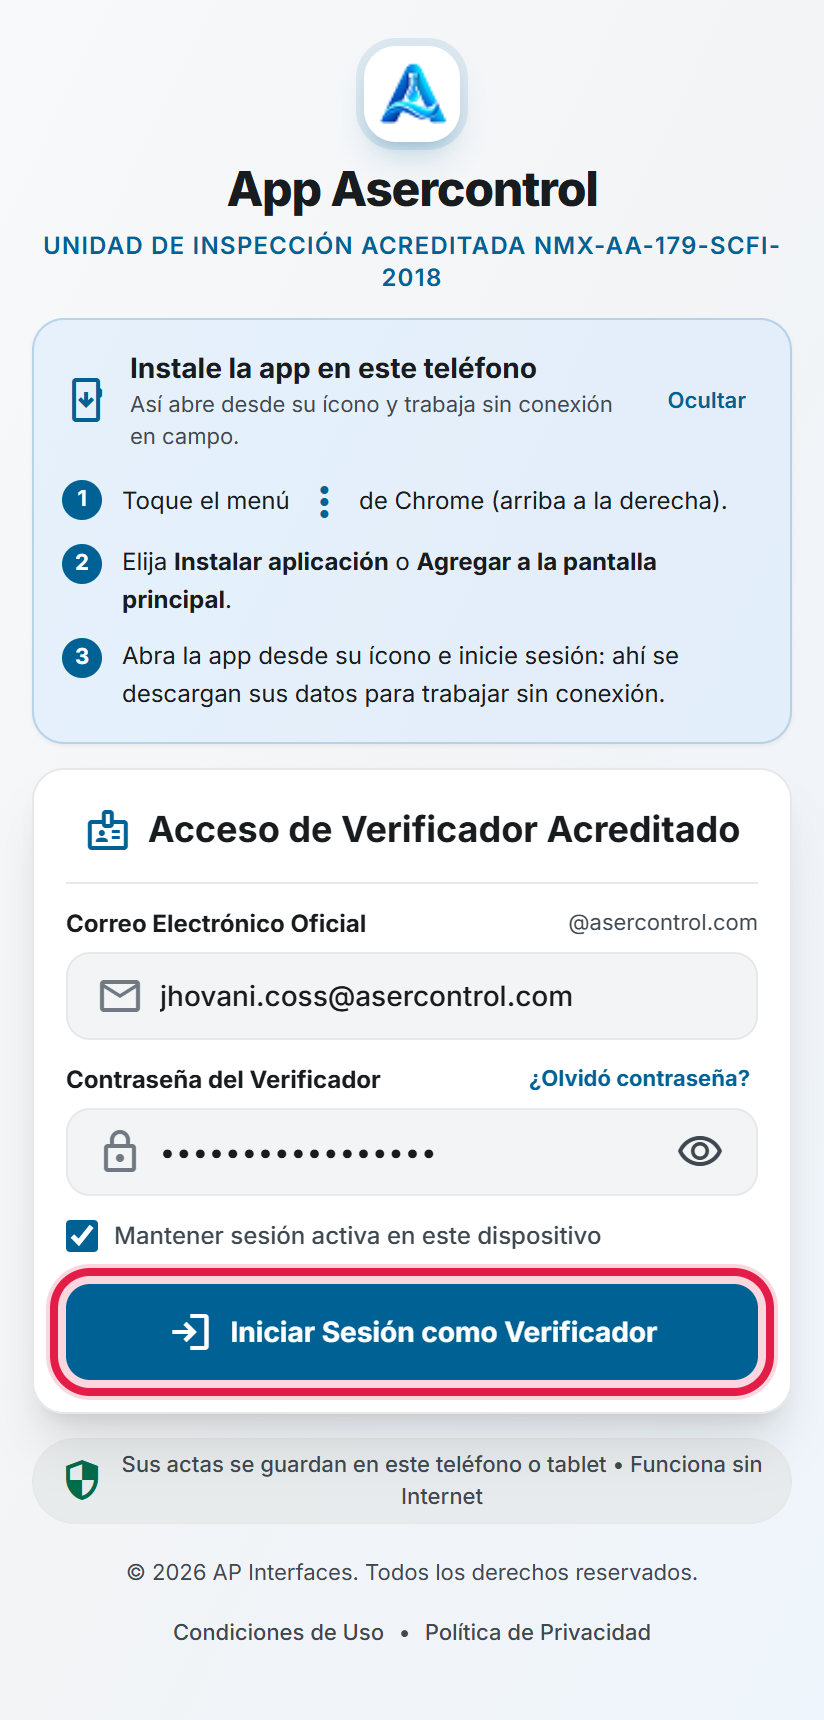 App Asercontrol
UNIDAD DE INSPECCIÓN ACREDITADA NMX-AA-179-SCFI-
2018
Instale la app en este teléfono
Así abre desde su ícono y trabaja sin conexión
en campo.
Ocultar
1 Toque el menú de Chrome (arriba a la derecha).
2 Elija Instalar aplicación o Agregar a la pantalla
principal.
3 Abra la app desde su ícono e inicie sesión: ahí se
descargan sus datos para trabajar sin conexión.
Acceso de Verificador Acreditado
Correo Electrónico Oficial @asercontrol.com
jhovani.coss@asercontrol.com
Contraseña del Verificador ¿Olvidó contraseña?
•••••••••••••••••
Mantener sesión activa en este dispositivo
Iniciar Sesión como Verificador
Sus actas se guardan en este teléfono o tablet • Funciona sin
Internet
© 2026 AP Interfaces. Todos los derechos reservados.
Condiciones de Uso • Política de Privacidad